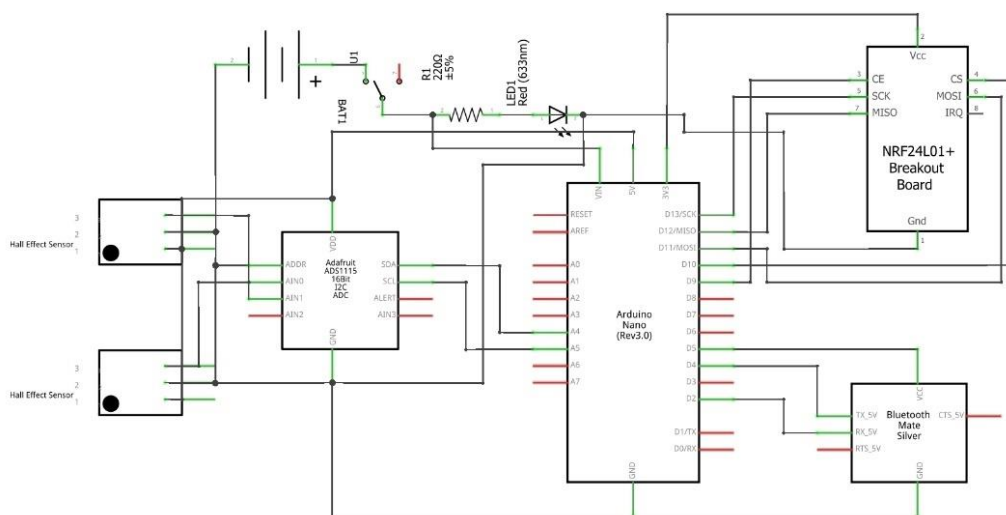 2
1
+
U1
BAT1
R1
220Ω
±5%
2
1
LED1
Red (633nm)
2
Vcc
3
CE
CS
4
5
SCK
MOSI
6
7
MISO
IRQ
8
NRF24L01+
Breakout
Board
Gnd
1
VIN
5V
3V3
RESET
AREF
A0
A1
A2
A3
A4
A5
A6
A7
Arduino
Nano
(Rev3.0)
D13/SCK
D12/MISO
D11/MOSI
D10
D9
D8
D7
D6
D5
D4
D3
D2
D1/TX
D0/RX
GND
3
2
1
Hall Effect Sensor
VDD
Adafruit
ADS1115
16Bit
I2C
ADC
ADDR
AIN0
AIN1
AIN2
SDA
SCL
ALERT
AIN3
GND
3
2
1
Hall Effect Sensor
VCC
TX_5V
RX_5V
RTS_5V
CTS_5V
Bluetooth
Mate
Silver
GND